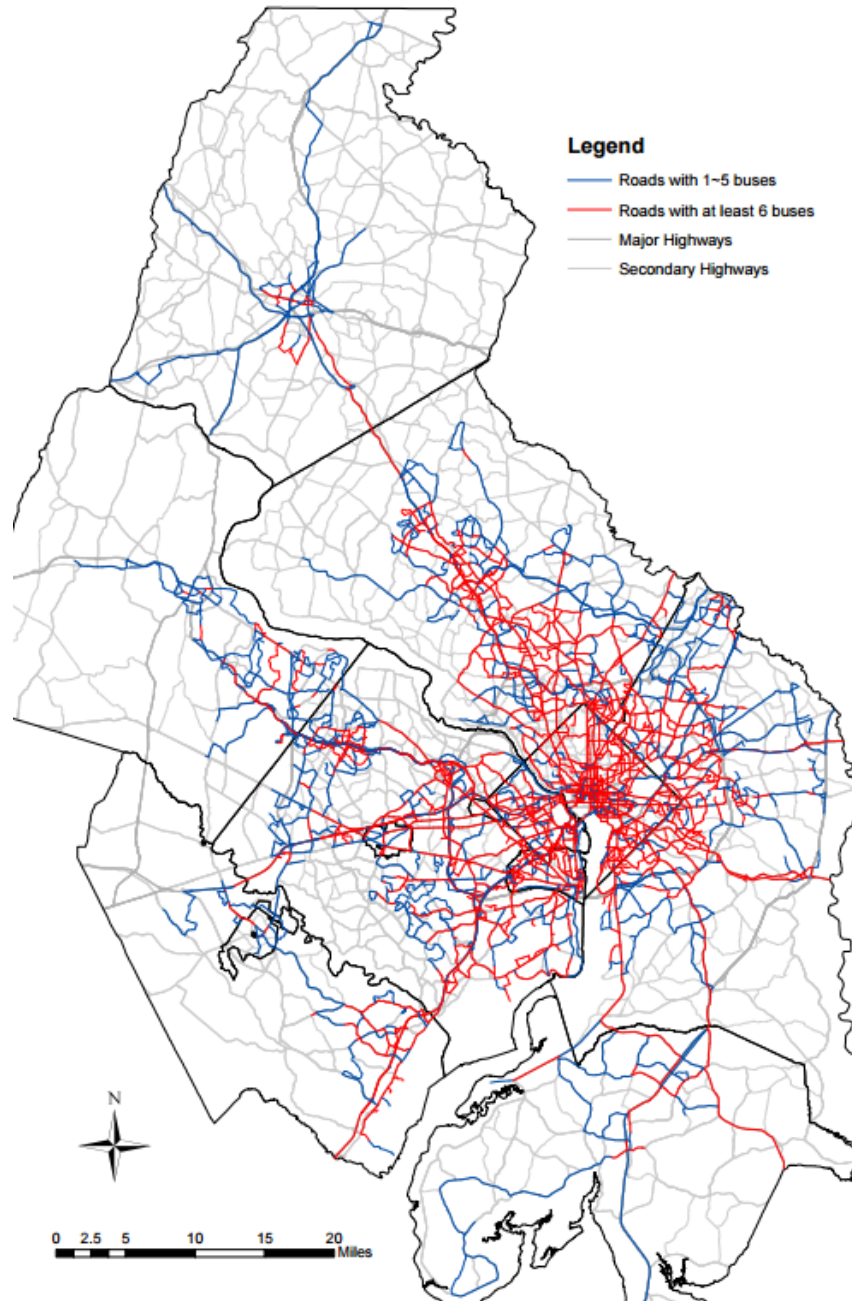 Legend
Roads with 1~5 buses
Roads with at least 6 buses
Major Highways
Secondary Highways
N
0 2.5 5 10 15 20
Miles